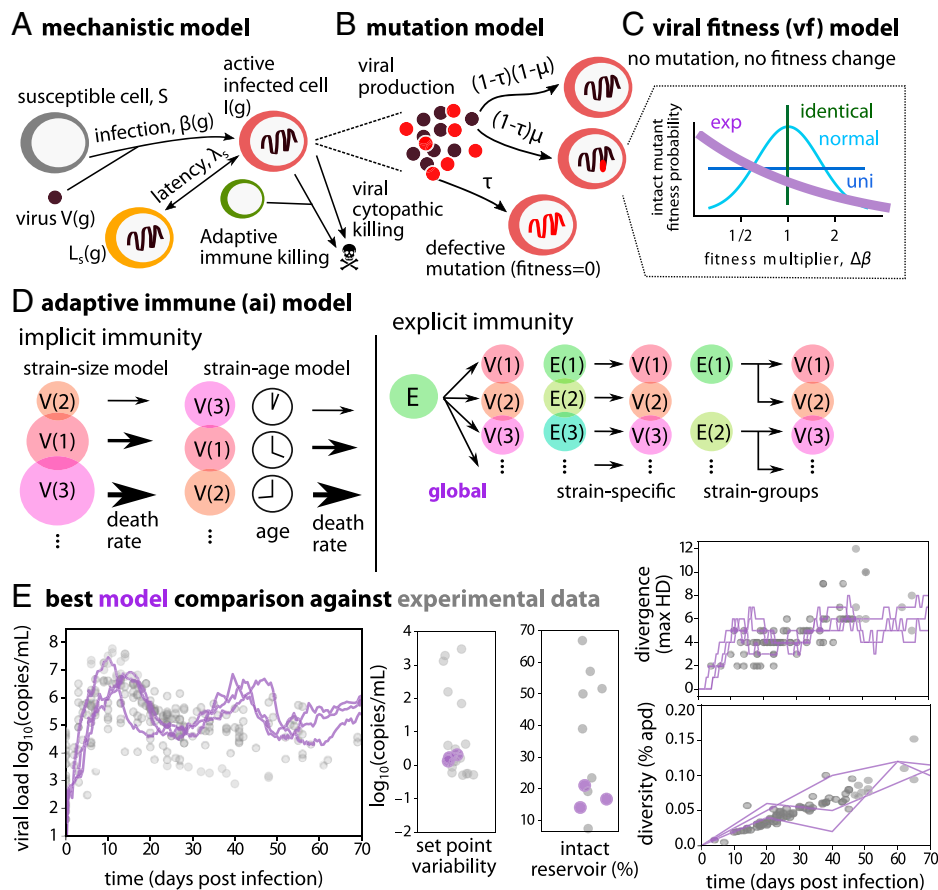 A mechanistic model
susceptible cell, S
active
infected cell
I(g)
infection, β(g)
virus V(g)
latency, λs
Ls(g)
Adaptive
immune killing
viral
cytopathic
killing
B mutation model
viral
production
(1-τ)(1-μ)
(1-τ)μ
τ
defective
mutation (fitness=0)
C viral fitness (vf) model
no mutation, no fitness change
exp
identical
normal
uni
intact mutant
fitness probability
1/2 1 2
fitness multiplier, Δβ
D adaptive immune (ai) model
implicit immunity
strain-size model
V(2)
V(1)
V(3)
⋮
death
rate
strain-age model
V(3)
V(1)
V(2)
⋮
age
death
rate
explicit immunity
E
V(1)
V(2)
V(3)
⋮
global
E(1) V(1)
E(2) V(2)
E(3) V(3)
⋮ ⋮
strain-specific
E(1) V(1)
V(2)
E(2) V(3)
⋮ ⋮
strain-groups
E best model comparison against experimental data
viral load log10(copies/mL)
8
7
6
5
4
3
2
1
0 10 20 30 40 50 60 70
time (days post infection)
log10(copies/mL)
4
3
2
1
0
−1
−2
set point
variability
70
60
50
40
30
20
10
intact
reservoir (%)
divergence
(max HD)
12
10
8
6
4
2
0
diversity (% apd)
0.20
0.15
0.10
0.05
0.00
0 10 20 30 40 50 60 70
time (days post infection)